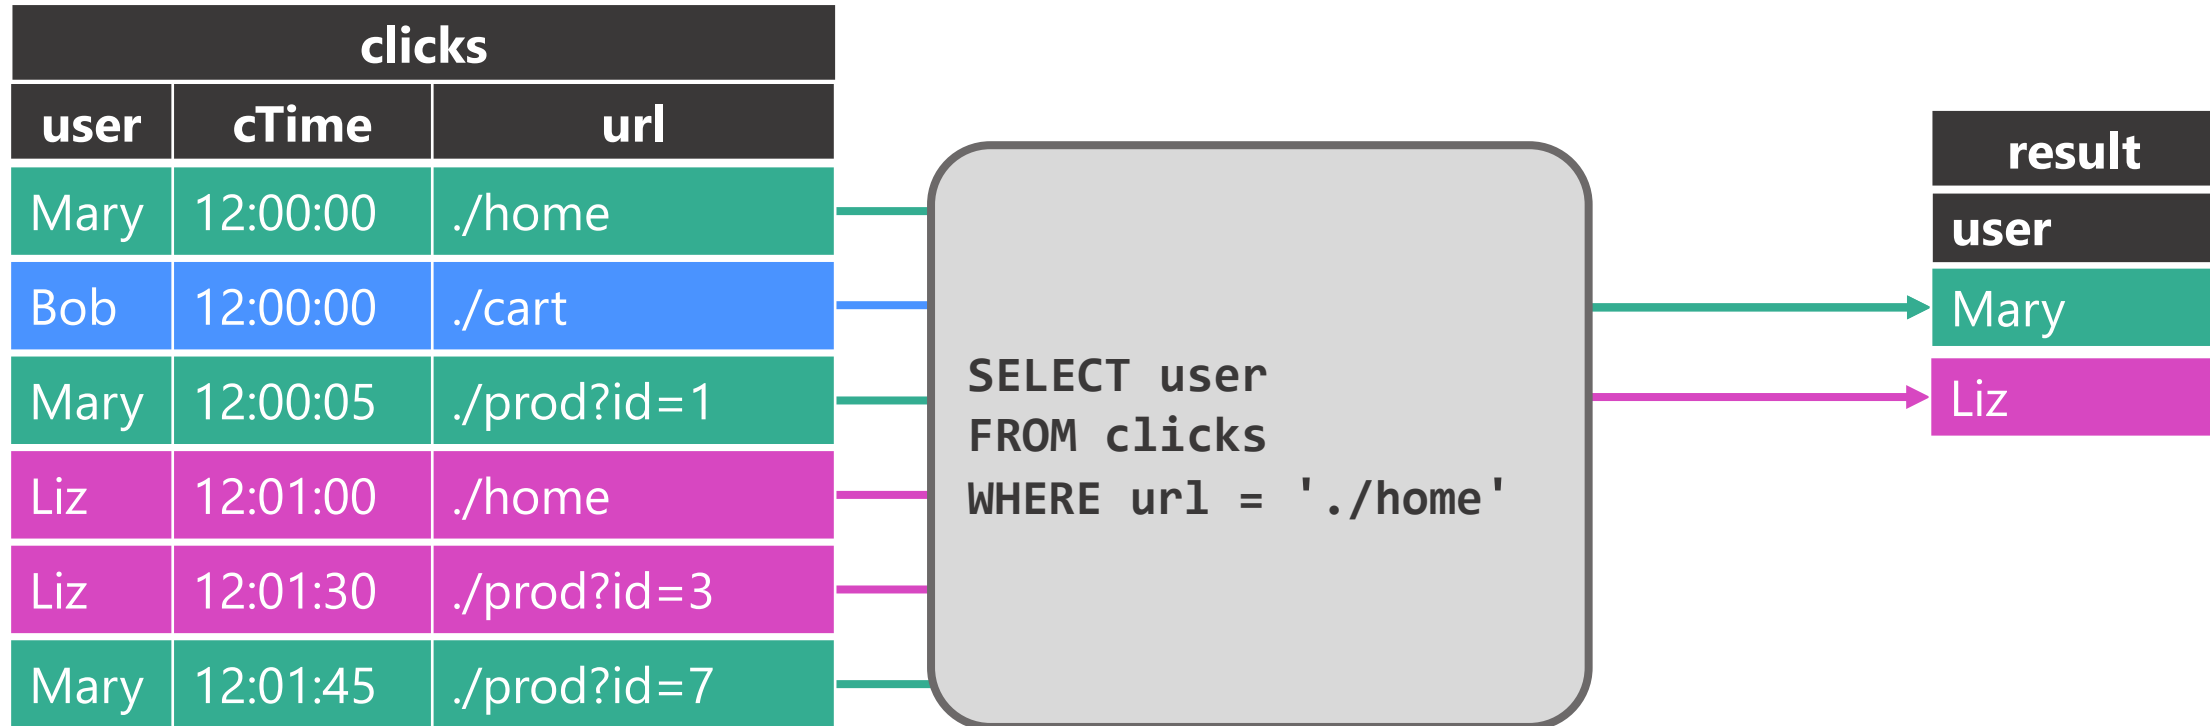 clicks
user cTime url
Mary 12:00:00 ./home
Bob 12:00:00 ./cart
Mary 12:00:05 ./prod?id=1
Liz 12:01:00 ./home
Liz 12:01:30 ./prod?id=3
Mary 12:01:45 ./prod?id=7
SELECT user
FROM clicks
WHERE url = './home'
result
user
Mary
Liz